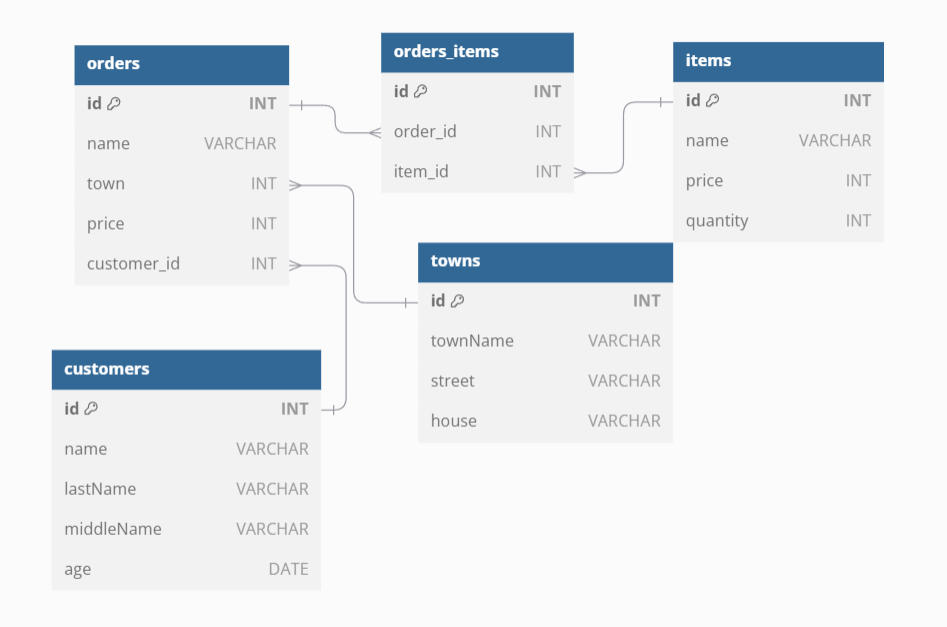 orders
id INT
name VARCHAR
town INT
price INT
customer_id INT
orders_items
id INT
order_id INT
item_id INT
items
id INT
name VARCHAR
price INT
quantity INT
towns
id INT
townName VARCHAR
street VARCHAR
house VARCHAR
customers
id INT
name VARCHAR
lastName VARCHAR
middleName VARCHAR
age DATE